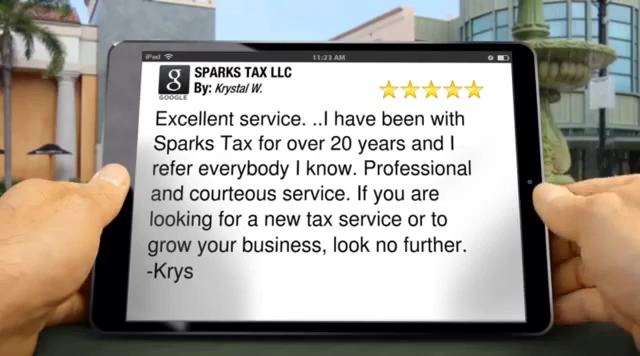 iPad 11:23 AM
g SPARKS TAX LLC
GOOGLE By: Krystal W.
Excellent service. ..I have been with
Sparks Tax for over 20 years and I
refer everybody I know. Professional
and courteous service. If you are
looking for a new tax service or to
grow your business, look no further.
-Krys